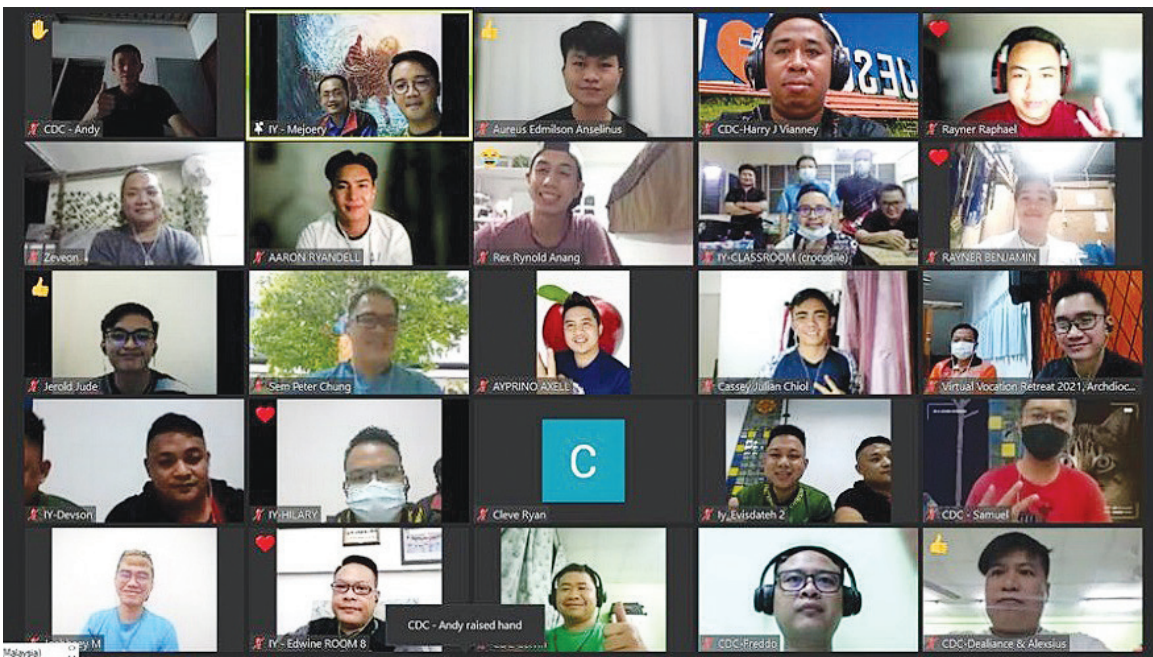 CDC - Andy
IY - Mejoery
Aureus Edmilson Anselinus
CDC-Harry J Vianney
JES
Rayner Raphael
Zeveon
AARON RYANDELL
Rex Rynold Anang
IY-CLASSROOM (crocodile)
RAYNER BENJAMIN
Jerold Jude
Sem Peter Chung
AYPRINO AXELL
Cassey Julian Chiol
Virtual Vocation Retreat 2021, Archdioc...
IY-Devson
IY-HILARY
C
Cleve Ryan
Iy_Evisdateh 2
CDC - Samuel
IY - Edwine ROOM 8
CDC - Andy raised hand
CDC-Freddo
CDC-Dealiance & Alexsius
Malaysia)